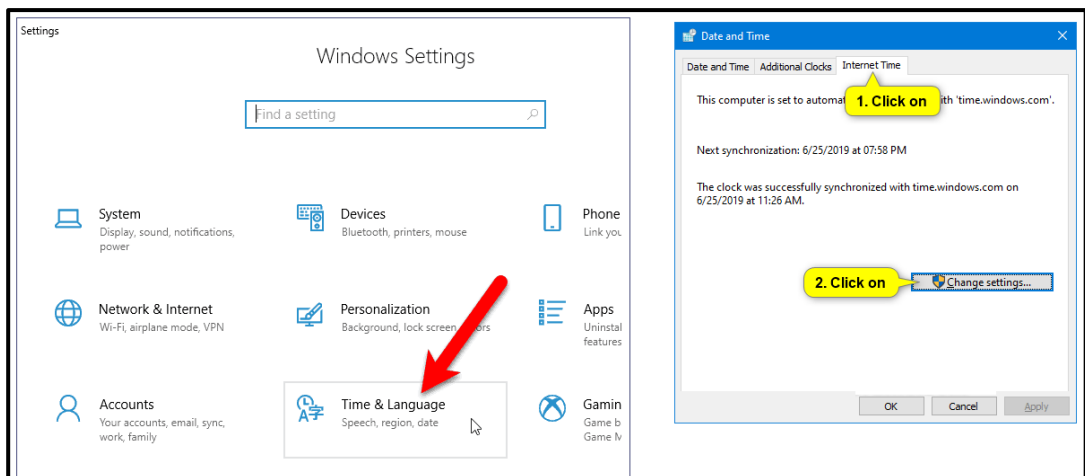 Settings
Windows Settings
Find a setting
System
Display, sound, notifications,
power
Devices
Bluetooth, printers, mouse
Phone
Link you
Network & Internet
Wi-Fi, airplane mode, VPN
Personalization
Background, lock screen,
Apps
Uninstal
features
Accounts
Your accounts, email, sync,
work, family
Time & Language
Speech, region, date
Gamin
Game b
Game M
Date and Time
Date and Time
Additional Clocks
Internet Time
This computer is set to automa
ith 'time.windows.com'.
1. Click on
Next synchronization: 6/25/2019 at 07:58 PM
The clock was successfully synchronized with time.windows.com on
6/25/2019 at 11:26 AM.
2. Click on
Change settings...
OK
Cancel
Apply